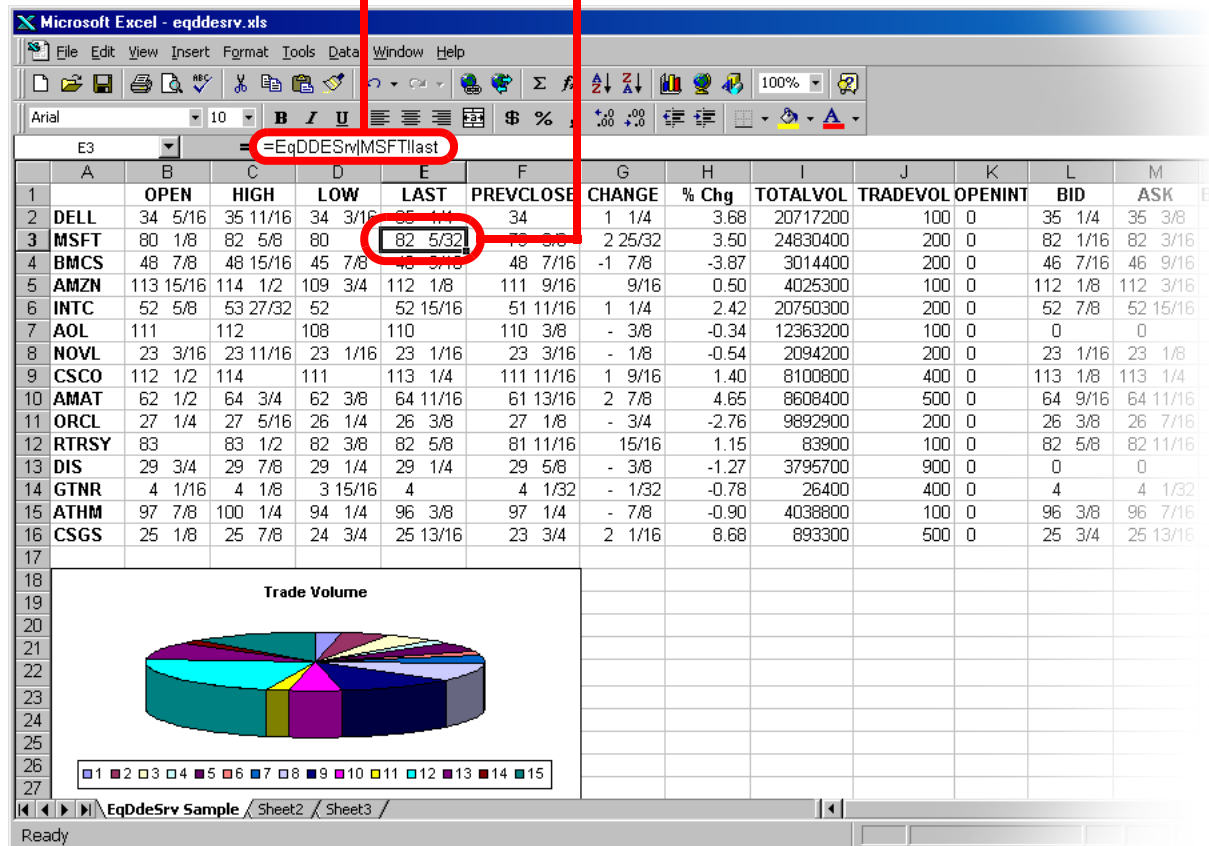 Microsoft Excel - eqddesrv.xls
File Edit View Insert Format Tools Data Window Help
100%
Arial 10 B I U $ % ,
E3 = =EqDDESrv|MSFT!last
A B C D E F G H I J K L M
1 OPEN HIGH LOW LAST PREVCLOSE CHANGE % Chg TOTALVOL TRADEVOL OPENINT BID ASK
2 DELL 34 5/16 35 11/16 34 3/16 34 1 1/4 3.68 20717200 100 0 35 1/4 35 3/8
3 MSFT 80 1/8 82 5/8 80 82 5/32 2 25/32 3.50 24830400 200 0 82 1/16 82 3/16
4 BMCS 48 7/8 48 15/16 45 7/8 48 7/16 -1 7/8 -3.87 3014400 200 0 46 7/16 46 9/16
5 AMZN 113 15/16 114 1/2 109 3/4 112 1/8 111 9/16 9/16 0.50 4025300 100 0 112 1/8 112 3/16
6 INTC 52 5/8 53 27/32 52 52 15/16 51 11/16 1 1/4 2.42 20750300 200 0 52 7/8 52 15/16
7 AOL 111 112 108 110 110 3/8 - 3/8 -0.34 12363200 100 0 0 0
8 NOVL 23 3/16 23 11/16 23 1/16 23 1/16 23 3/16 - 1/8 -0.54 2094200 200 0 23 1/16 23 1/8
9 CSCO 112 1/2 114 111 113 1/4 111 11/16 1 9/16 1.40 8100800 400 0 113 1/8 113 1/4
10 AMAT 62 1/2 64 3/4 62 3/8 64 11/16 61 13/16 2 7/8 4.65 8608400 500 0 64 9/16 64 11/16
11 ORCL 27 1/4 27 5/16 26 1/4 26 3/8 27 1/8 - 3/4 -2.76 9892900 200 0 26 3/8 26 7/16
12 RTRSY 83 83 1/2 82 3/8 82 5/8 81 11/16 15/16 1.15 83900 100 0 82 5/8 82 11/16
13 DIS 29 3/4 29 7/8 29 1/4 29 1/4 29 5/8 - 3/8 -1.27 3795700 900 0 0 0
14 GTNR 4 1/16 4 1/8 3 15/16 4 4 1/32 - 1/32 -0.78 26400 400 0 4 4 1/32
15 ATHM 97 7/8 100 1/4 94 1/4 96 3/8 97 1/4 - 7/8 -0.90 4038800 100 0 96 3/8 96 7/16
16 CSGS 25 1/8 25 7/8 24 3/4 25 13/16 23 3/4 2 1/16 8.68 893300 500 0 25 3/4 25 13/16
17
18
Trade Volume
19
20
21
22
23
24
25
26
1 2 3 4 5 6 7 8 9 10 11 12 13 14 15
27
EqDdeSrv Sample Sheet2 Sheet3
Ready